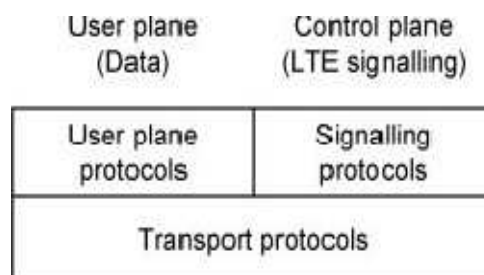 User plane
(Data)
Control plane
(LTE signalling)
User plane
protocols
Signalling
protocols
Transport protocols